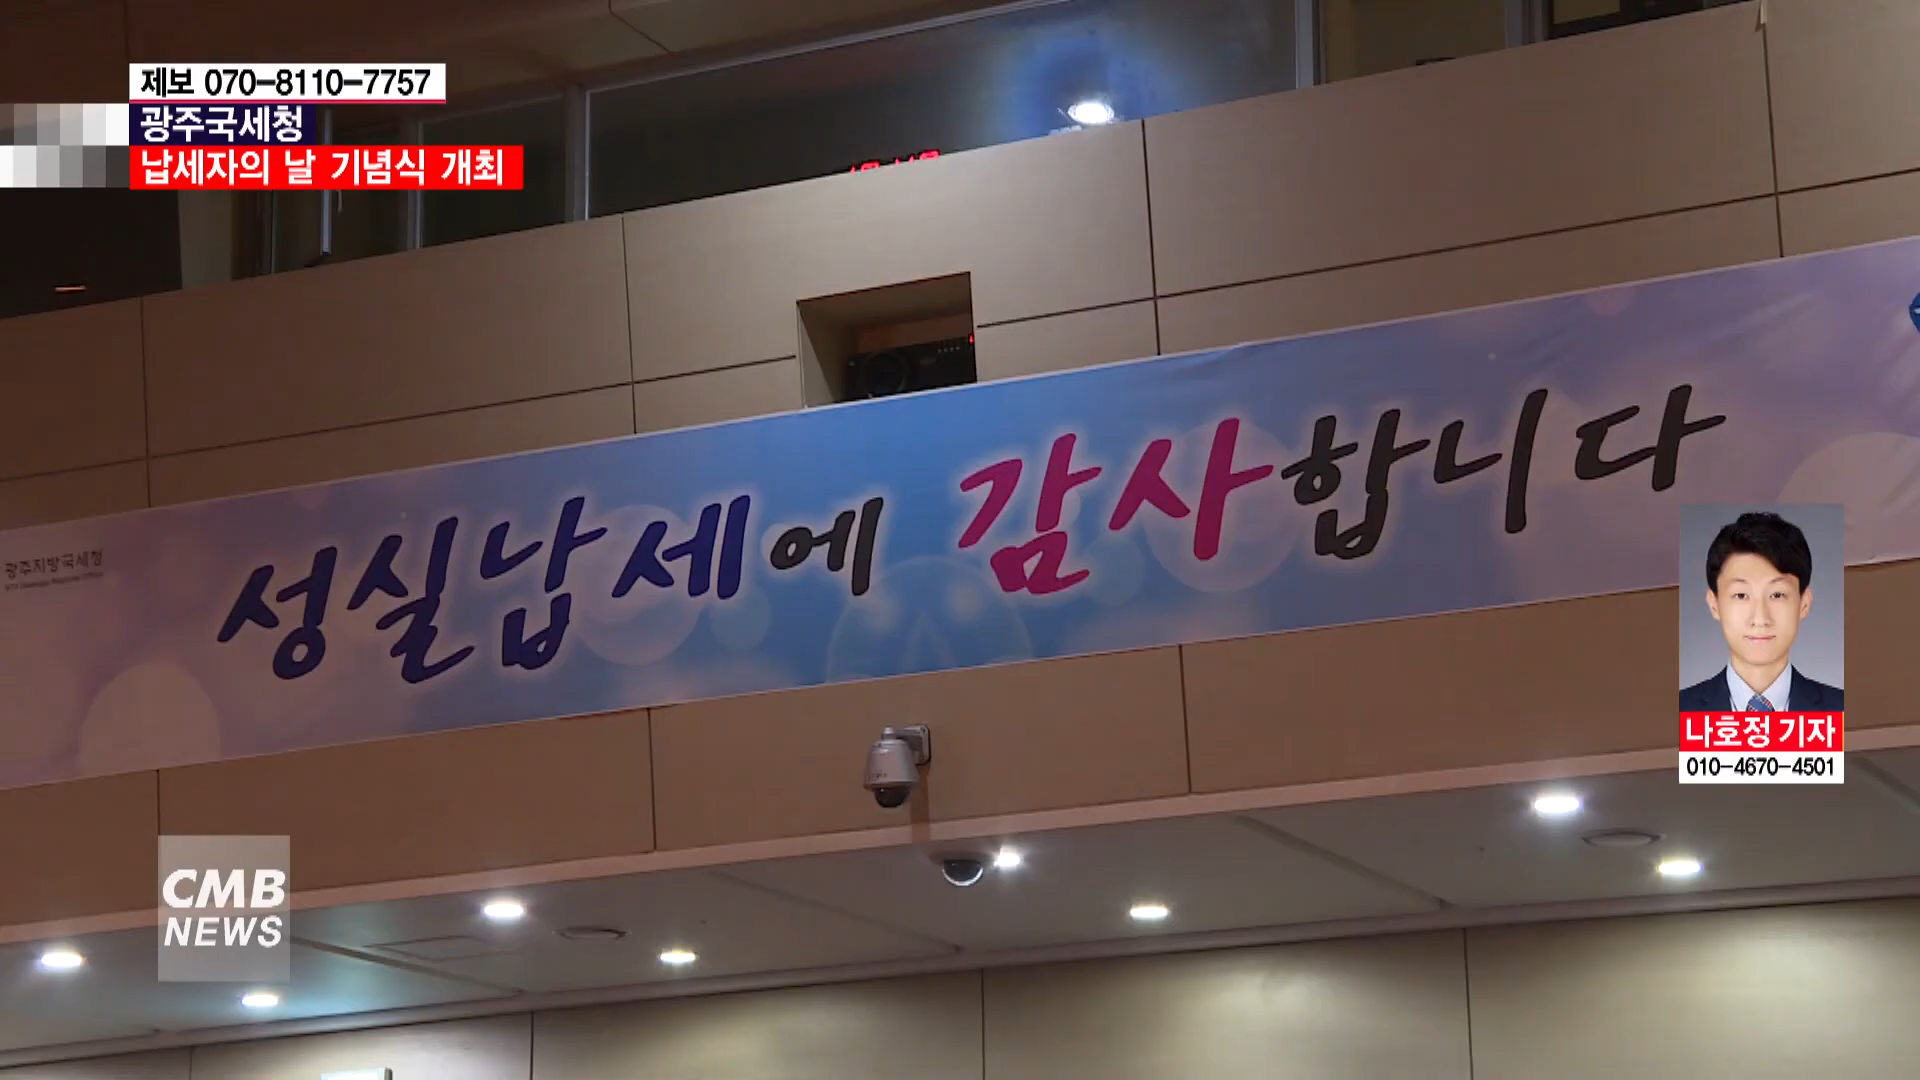 제보 070-8110-7757
광주국세청
납세자의 날 기념식 개최
광주지방국세청
성실납세에 감사합니다
나호정 기자
010-4670-4501
CMB
NEWS